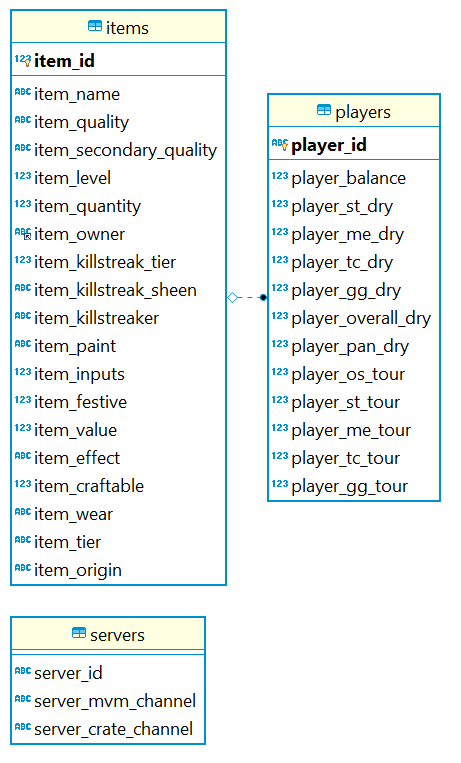 items
123 item_id
ABC item_name
ABC item_quality
ABC item_secondary_quality
123 item_level
123 item_quantity
ABC item_owner
123 item_killstreak_tier
ABC item_killstreak_sheen
ABC item_killstreaker
ABC item_paint
123 item_inputs
123 item_festive
123 item_value
ABC item_effect
123 item_craftable
ABC item_wear
ABC item_tier
ABC item_origin
players
ABC player_id
123 player_balance
123 player_st_dry
123 player_me_dry
123 player_tc_dry
123 player_gg_dry
123 player_overall_dry
123 player_pan_dry
123 player_os_tour
123 player_st_tour
123 player_me_tour
123 player_tc_tour
123 player_gg_tour
servers
ABC server_id
ABC server_mvm_channel
ABC server_crate_channel